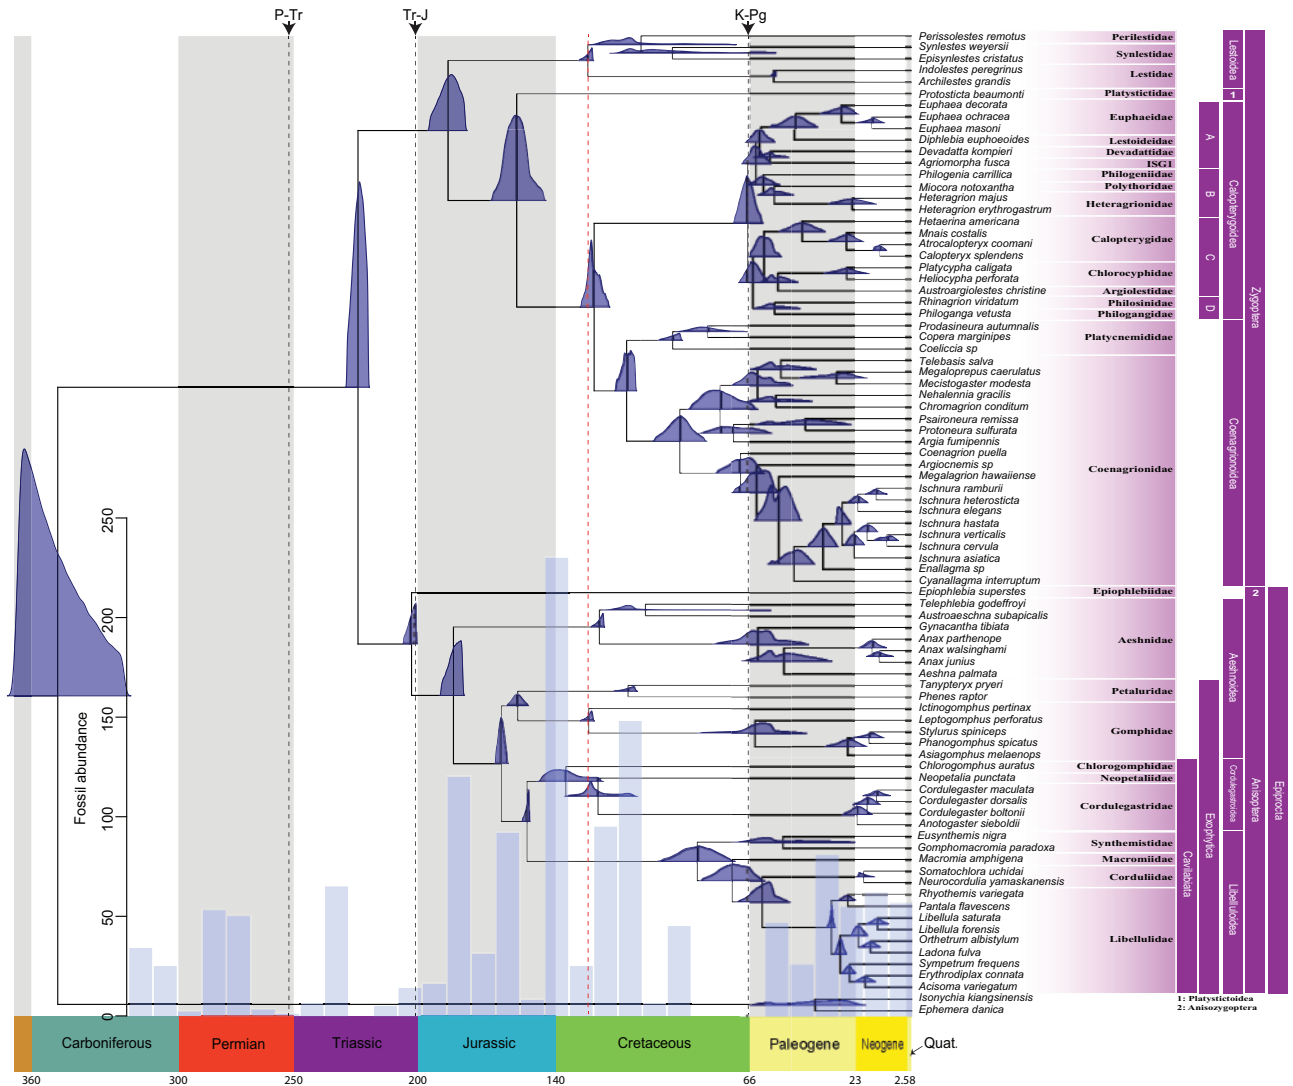 P-Tr
Tr-J
K-Pg
Perissolestes remotus
Synlestes weyersii
Episynlestes cristatus
Indolestes peregrinus
Archilestes grandis
Protosticta beaumonti
Euphaea decorata
Euphaea ochracea
Euphaea masoni
Diphlebia euphoeoides
Devadatta kompieri
Agriomorpha fusca
Philogenia carrillica
Miocora notoxantha
Heteragrion majus
Heteragrion erythrogastrum
Hetaerina americana
Mnais costalis
Atrocalopteryx coomani
Calopteryx splendens
Platycypha caligata
Heliocypha perforata
Austroargiolestes christine
Rhinagrion viridatum
Philoganga vetusta
Prodasineura autumnalis
Copera marginipes
Coeliccia sp
Telebasis salva
Megaloprepus caerulatus
Mecistogaster modesta
Nehalennia gracilis
Chromagrion conditum
Psaironeura remissa
Protoneura sulfurata
Argia fumipennis
Coenagrion puella
Argiocnemis sp
Megalagrion hawaiiense
Ischnura ramburii
Ischnura heterosticta
Ischnura elegans
Ischnura hastata
Ischnura verticalis
Ischnura cervula
Ischnura asiatica
Enallagma sp
Cyanallagma interruptum
Epiophlebia superstes
Telephlebia godeffroyi
Austroaeschna subapicalis
Gynacantha tibiata
Anax parthenope
Anax walsinghami
Anax junius
Aeshna palmata
Tanypteryx pryeri
Phenes raptor
Ictinogomphus pertinax
Leptogomphus perforatus
Stylurus spiniceps
Phanogomphus spicatus
Asiagomphus melaenops
Chlorogomphus auratus
Neopetalia punctata
Cordulegaster maculata
Cordulegaster dorsalis
Cordulegaster boltonii
Anotogaster sieboldii
Eusynthemis nigra
Gomphomacromia paradoxa
Macromia amphigena
Somatochlora uchidai
Neurocordulia yamaskanensis
Rhyothemis variegata
Pantala flavescens
Libellula saturata
Libellula forensis
Orthetrum albistylum
Ladona fulva
Sympetrum frequens
Erythrodiplax connata
Acisoma variegatum
Isonychia kiangsinensis
Ephemera danica
Perilestidae
Synlestidae
Lestidae
Platystictidae
Euphaeidae
Lestoideidae
Devadattidae
ISG1
Philogeniidae
Polythoridae
Heteragrionidae
Calopterygidae
Chlorocyphidae
Argiolestidae
Philosinidae
Philogangidae
Platycnemididae
Coenagrionidae
Epiophlebiidae
Aeshnidae
Petaluridae
Gomphidae
Chlorogomphidae
Neopetaliidae
Cordulegastridae
Synthemistidae
Macromiidae
Corduliidae
Libellulidae
A
B
C
D
Lestoidea
1
Calopterygoidea
Coenagrionoidea
Zygoptera
2
Aeshnoidea
Cordulegastroidea
Libelluloidea
Cavilabiata
Exophytica
Anisoptera
Epiprocta
1: Platystictoidea
2: Anisozygoptera
Fossil abundance
250
200
150
100
50
0
Carboniferous
Permian
Triassic
Jurassic
Cretaceous
Paleogene
Neogene
Quat.
360
300
250
200
140
66
23
2.58